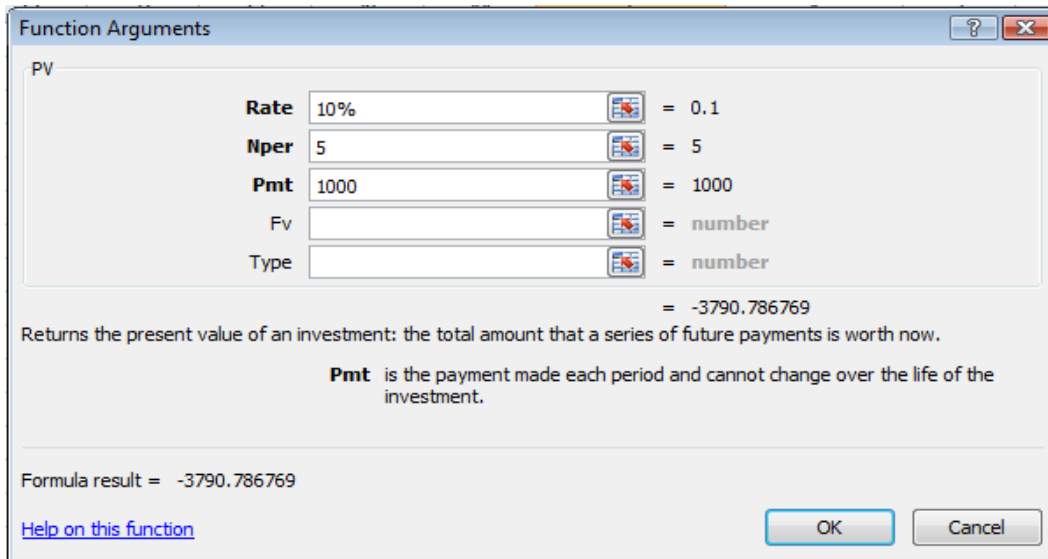 Function Arguments
PV
Rate 10% = 0.1
Nper 5 = 5
Pmt 1000 = 1000
Fv = number
Type = number
= -3790.786769
Returns the present value of an investment: the total amount that a series of future payments is worth now.
Pmt is the payment made each period and cannot change over the life of the
investment.
Formula result = -3790.786769
Help on this function OK Cancel